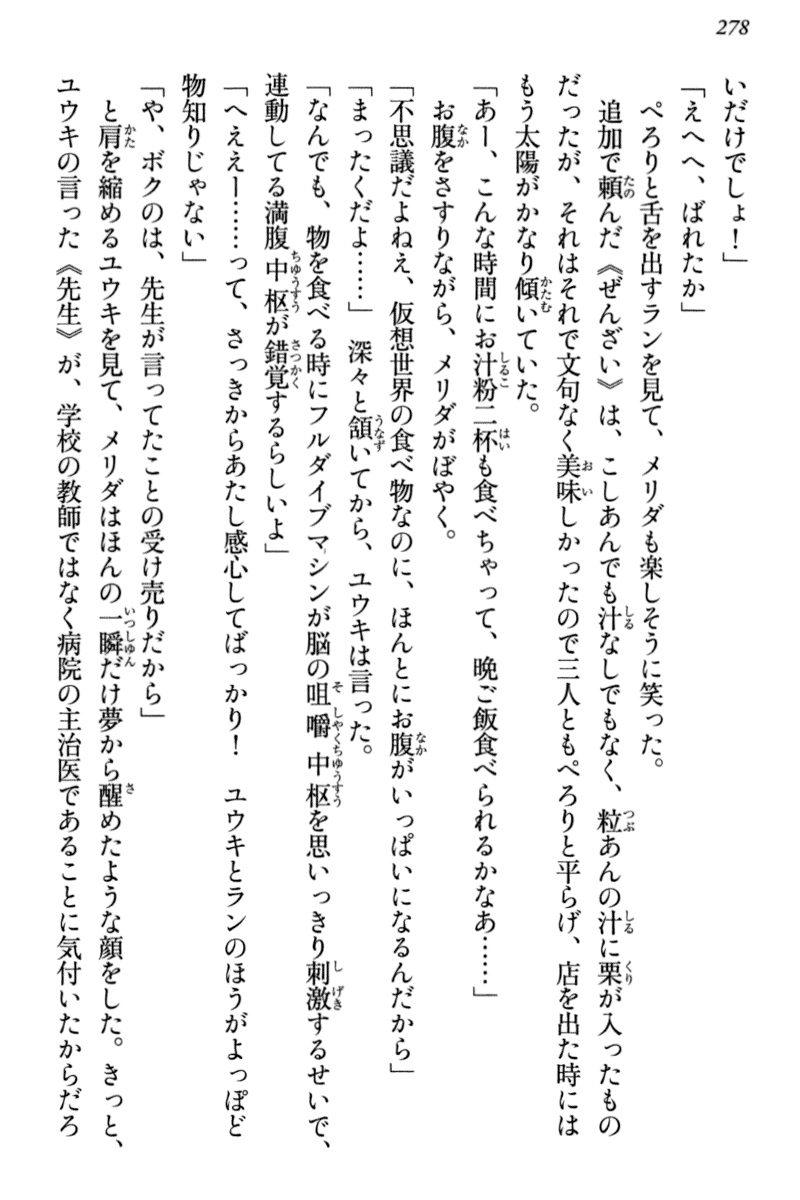 278
いだけでしょ！」
「えへへ、ばれたか」
　ぺろりと舌を出すランを見て、メリダも楽しそうに笑った。
　追加で頼んだ《ぜんざい》は、こしあんでも汁なしでもなく、粒あんの汁に栗が入ったもの
だったが、それはそれで文句なく美味しかったので三人ともぺろりと平らげ、店を出た時には
もう太陽がかなり傾いていた。
「あー、こんな時間にお汁粉二杯も食べちゃって、晩ご飯食べられるかなあ……」
　お腹をさすりながら、メリダがぼやく。
「不思議だよねえ、仮想世界の食べ物なのに、ほんとにお腹がいっぱいになるんだから」
「まったくだよ……」　深々と頷いてから、ユウキは言った。
「なんでも、物を食べる時にフルダイブマシンが脳の咀嚼中枢を思いっきり刺激するせいで、
連動してる満腹中枢が錯覚するらしいよ」
「へええー……って、さっきからあたし感心してばっかり！　ユウキとランのほうがよっぽど
物知りじゃない」
「や、ボクのは、先生が言ってたことの受け売りだから」
　と肩を縮めるユウキを見て、メリダはほんの一瞬だけ夢から醒めたような顔をした。きっと、
ユウキの言った《先生》が、学校の教師ではなく病院の主治医であることに気付いたからだろ